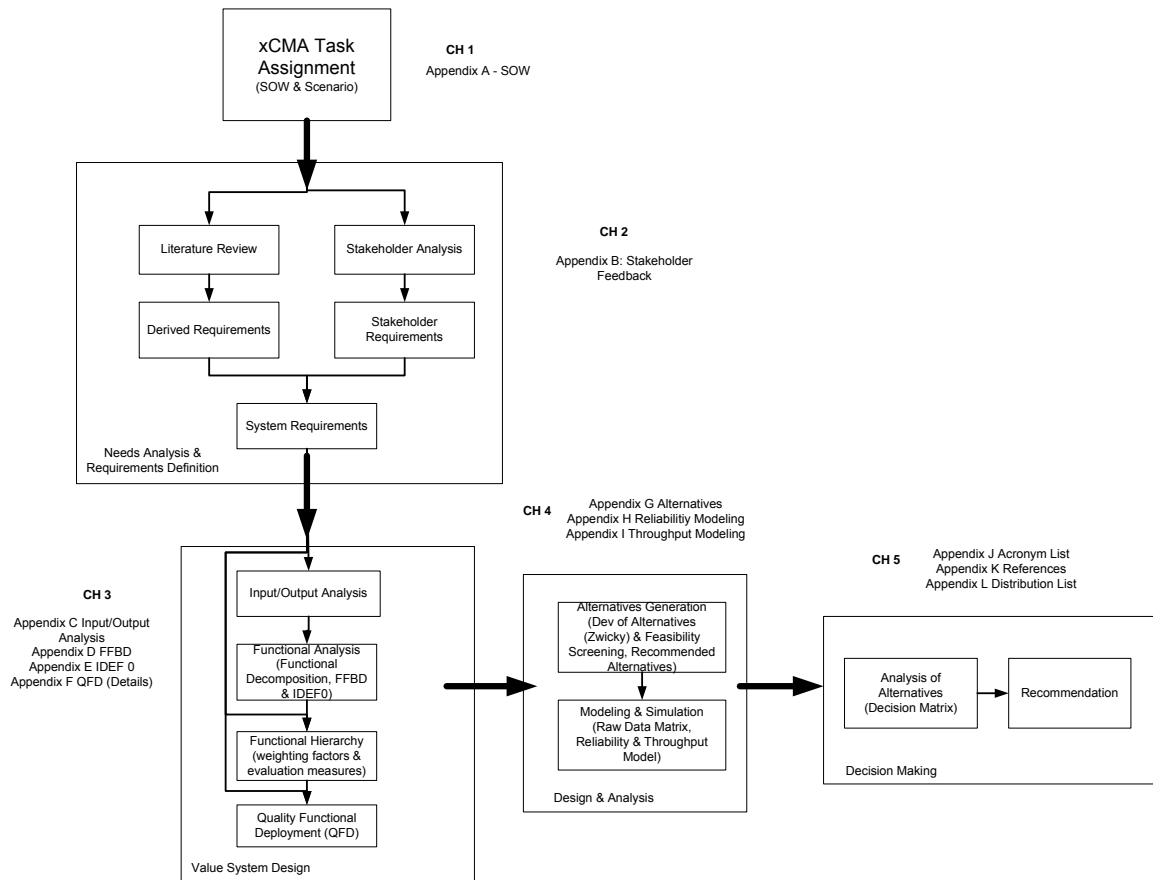 xCMA Task
Assignment
(SOW & Scenario)
CH 1
Appendix A - SOW
Literature Review
Stakeholder Analysis
CH 2
Appendix B: Stakeholder
Feedback
Derived Requirements
Stakeholder
Requirements
System Requirements
Needs Analysis &
Requirements Definition
CH 3
Appendix C Input/Output
Analysis
Appendix D FFBD
Appendix E IDEF 0
Appendix F QFD (Details)
Input/Output Analysis
Functional Analysis
(Functional
Decomposition, FFBD
& IDEF0)
Functional Hierarchy
(weighting factors &
evaluation measures)
Quality Functional
Deployment (QFD)
Value System Design
CH 4
Appendix G Alternatives
Appendix H Reliabilitiy Modeling
Appendix I Throughput Modeling
Alternatives Generation
(Dev of Alternatives
(Zwicky) & Feasibility
Screening, Recommended
Alternatives)
Modeling & Simulation
(Raw Data Matrix,
Reliability & Throughput
Model)
Design & Analysis
CH 5
Appendix J Acronym List
Appendix K References
Appendix L Distribution List
Analysis of
Alternatives
(Decision Matrix)
Recommendation
Decision Making